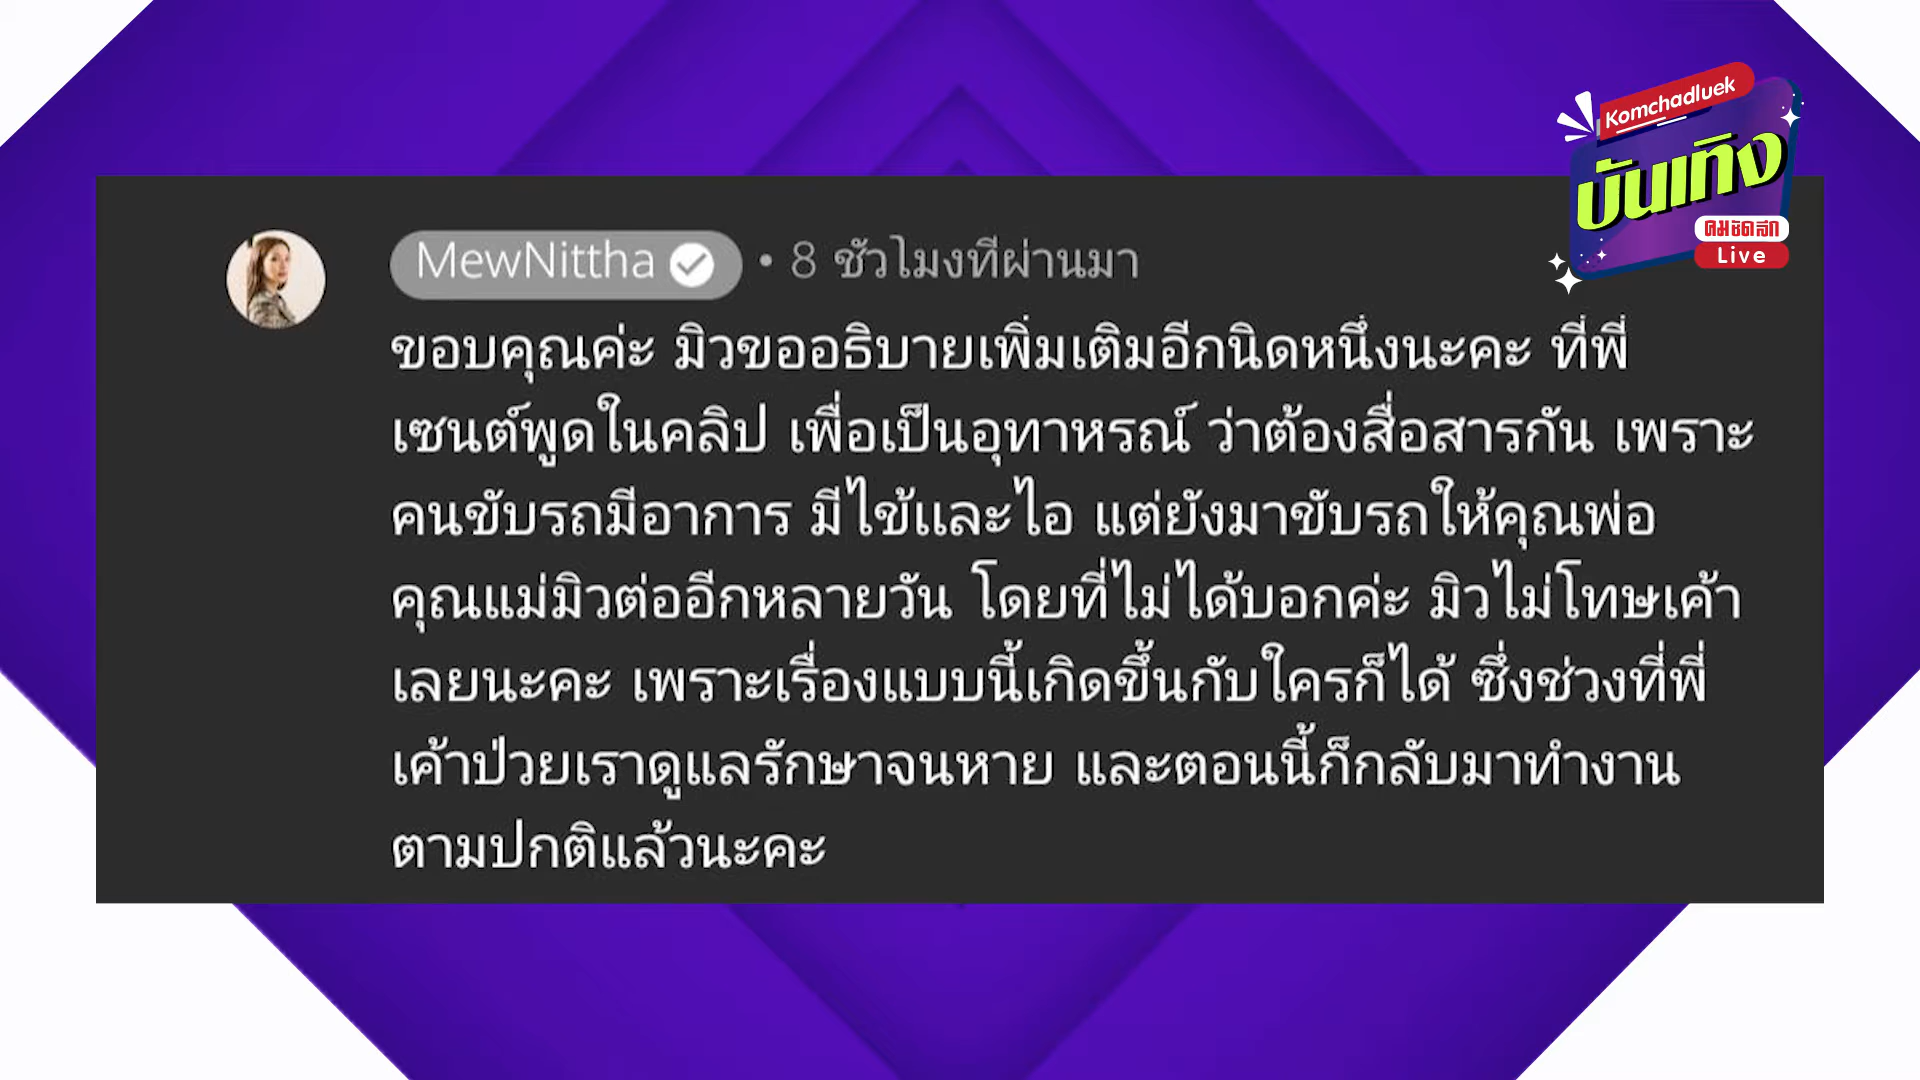 Komchadluek
บันเทิง
คมชัดลึก
Live
MewNittha • 8 ชั่วโมงที่ผ่านมา
ขอบคุณค่ะ มิวขออธิบายเพิ่มเติมอีกนิดหนึ่งนะคะ ที่พี่
เซนต์พูดในคลิป เพื่อเป็นอุทาหรณ์ ว่าต้องสื่อสารกัน เพราะ
คนขับรถมีอาการ มีไข้และไอ แต่ยังมาขับรถให้คุณพ่อ
คุณแม่มิวต่ออีกหลายวัน โดยที่ไม่ได้บอกค่ะ มิวไม่โทษเค้า
เลยนะคะ เพราะเรื่องแบบนี้เกิดขึ้นกับใครก็ได้ ซึ่งช่วงที่พี่
เค้าป่วยเราดูแลรักษาจนหาย และตอนนี้ก็กลับมาทำงาน
ตามปกติแล้วนะคะ